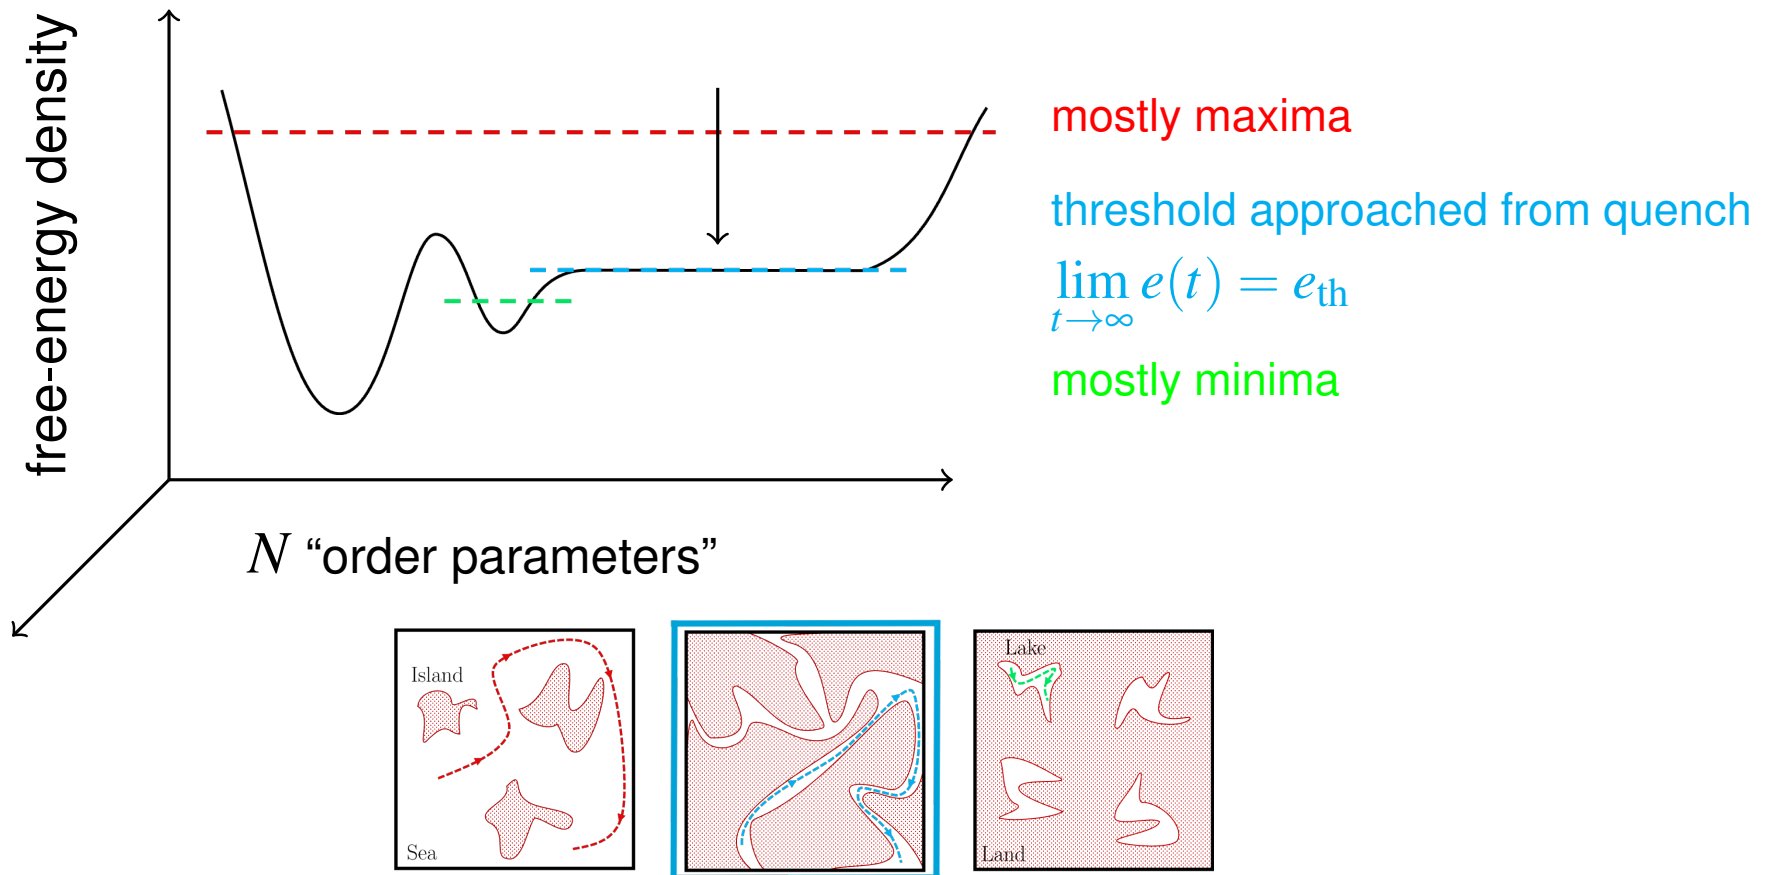 free-energy density
mostly maxima
threshold approached from quench
lim e(t) = e_th
t→∞
mostly minima
N “order parameters”
Island
Sea
Lake
Land